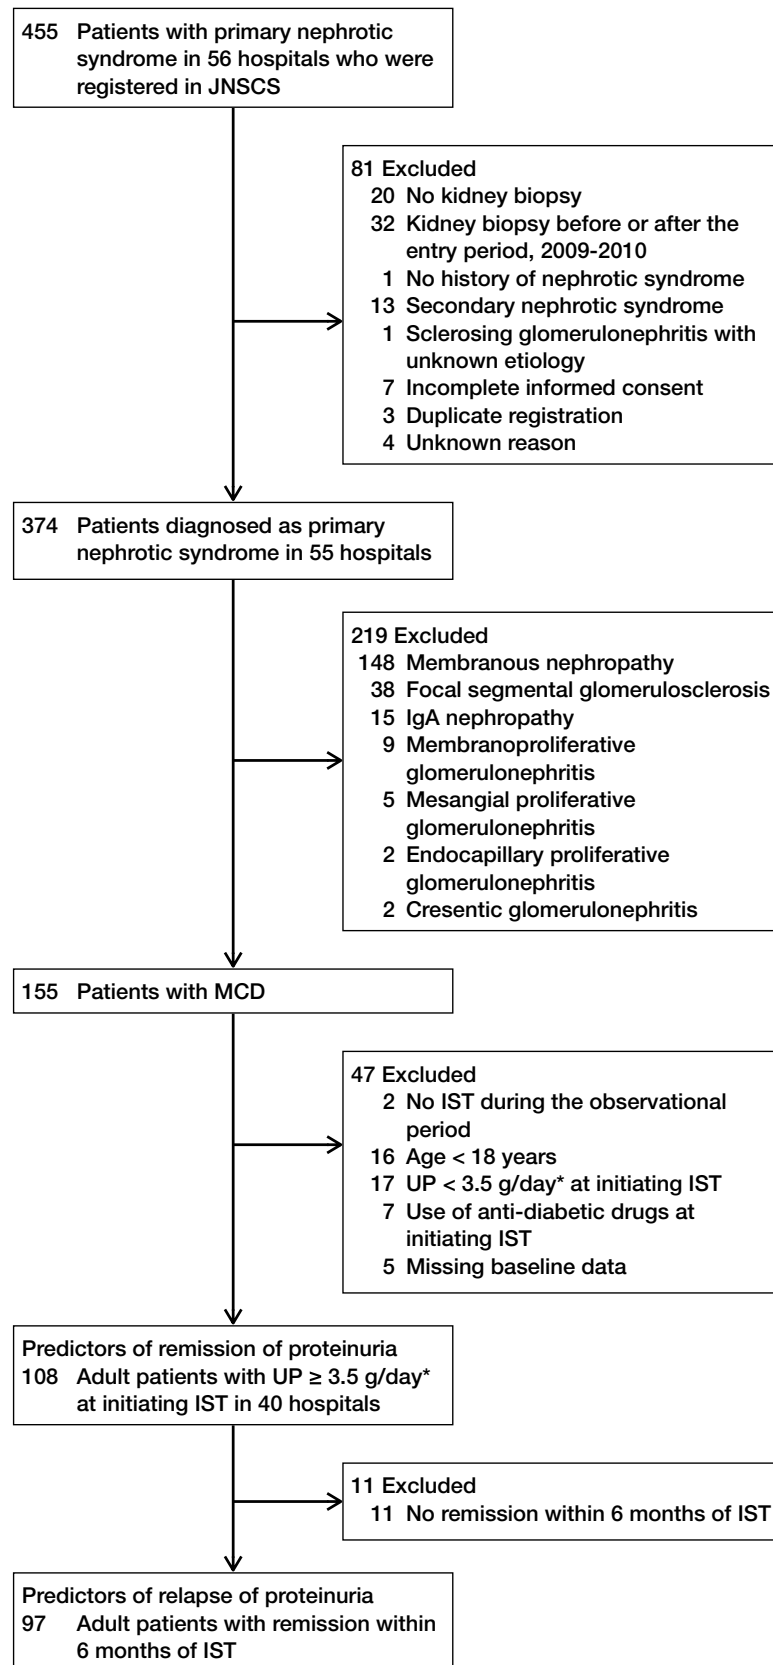 455 Patients with primary nephrotic
syndrome in 56 hospitals who were
registered in JNSCS
81 Excluded
20 No kidney biopsy
32 Kidney biopsy before or after the
entry period, 2009-2010
1 No history of nephrotic syndrome
13 Secondary nephrotic syndrome
1 Sclerosing glomerulonephritis with
unknown etiology
7 Incomplete informed consent
3 Duplicate registration
4 Unknown reason
374 Patients diagnosed as primary
nephrotic syndrome in 55 hospitals
219 Excluded
148 Membranous nephropathy
38 Focal segmental glomerulosclerosis
15 IgA nephropathy
9 Membranoproliferative
glomerulonephritis
5 Mesangial proliferative
glomerulonephritis
2 Endocapillary proliferative
glomerulonephritis
2 Cresentic glomerulonephritis
155 Patients with MCD
47 Excluded
2 No IST during the observational
period
16 Age < 18 years
17 UP < 3.5 g/day* at initiating IST
7 Use of anti-diabetic drugs at
initiating IST
5 Missing baseline data
Predictors of remission of proteinuria
108 Adult patients with UP ≥ 3.5 g/day*
at initiating IST in 40 hospitals
11 Excluded
11 No remission within 6 months of IST
Predictors of relapse of proteinuria
97 Adult patients with remission within
6 months of IST